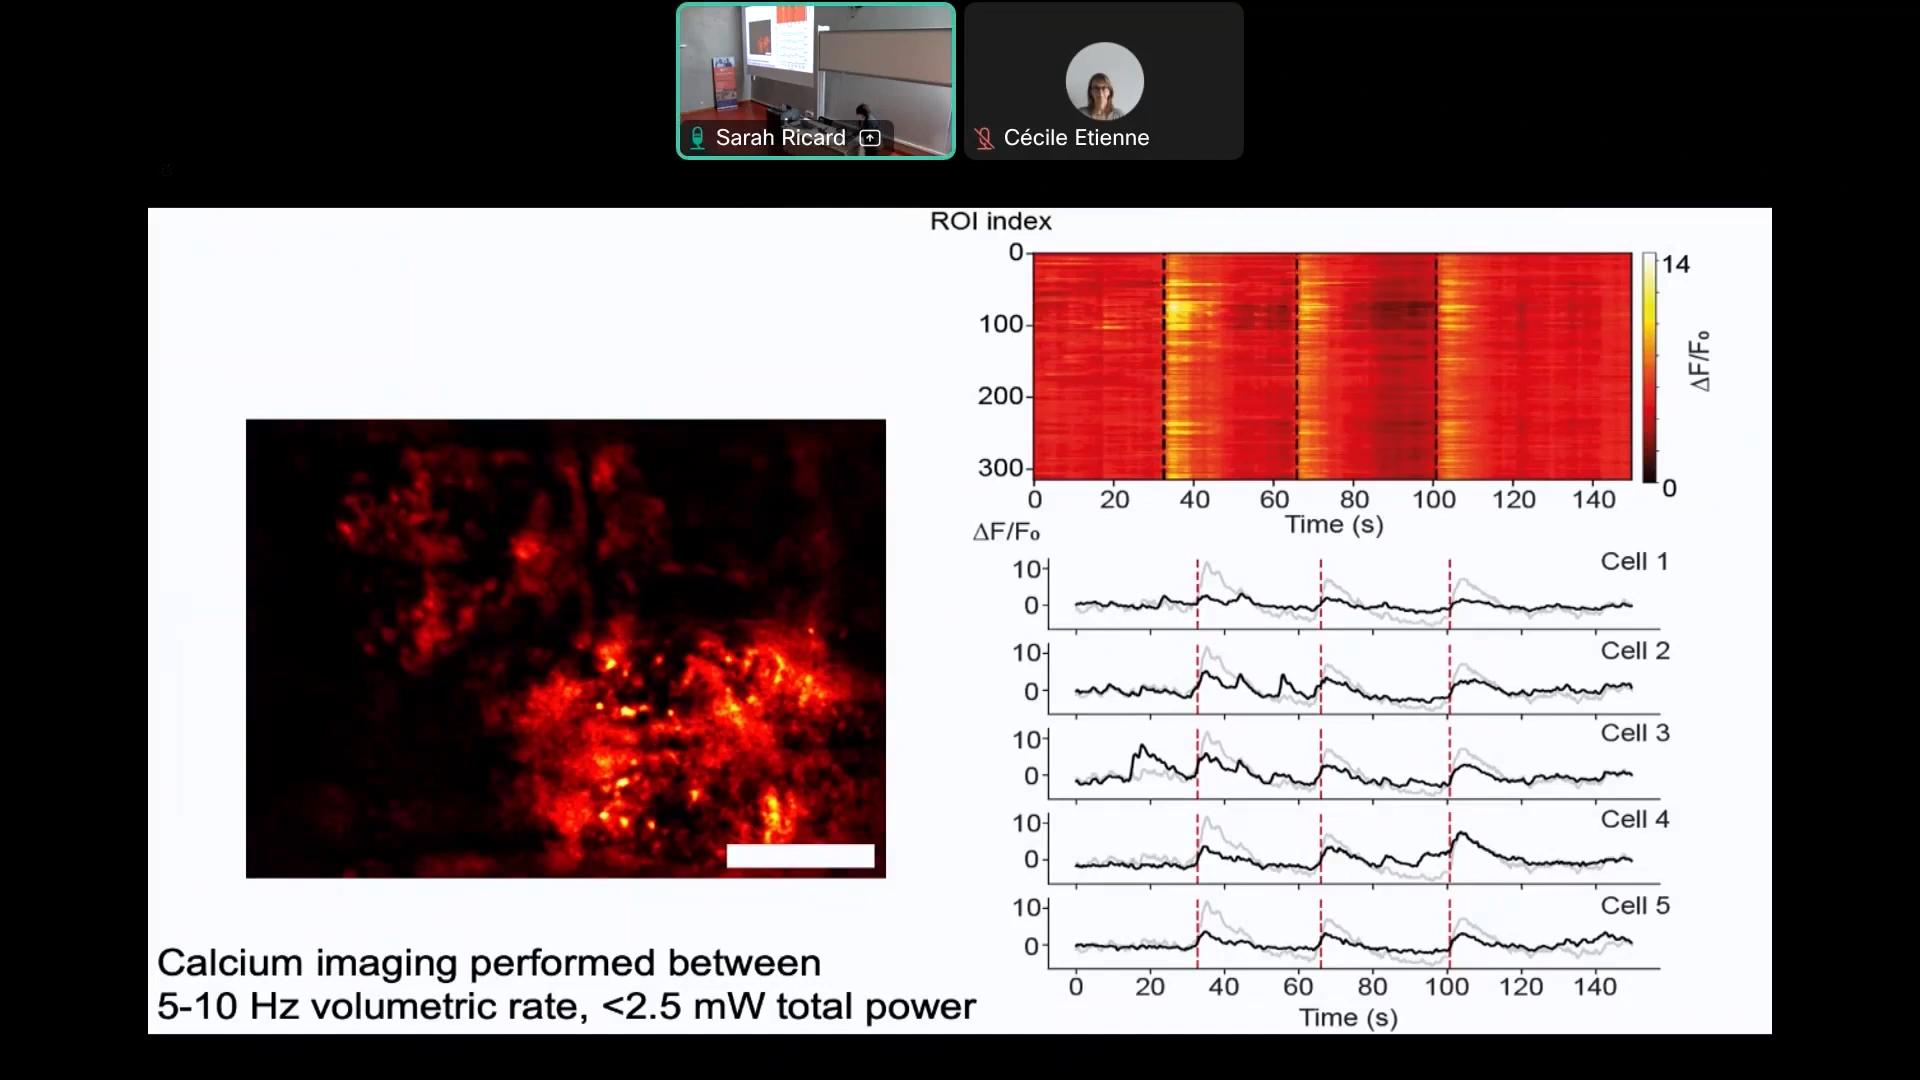 Sarah Ricard
Cécile Etienne
ROI index
0
100
200
300
0 20 40 60 80 100 120 140
Time (s)
14
0
ΔF/F₀
ΔF/F₀
Cell 1
10
0
Cell 2
10
0
Cell 3
10
0
Cell 4
10
0
Cell 5
10
0
0 20 40 60 80 100 120 140
Time (s)
Calcium imaging performed between
5-10 Hz volumetric rate, <2.5 mW total power